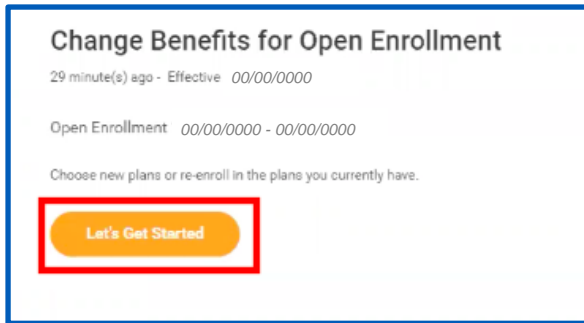 Change Benefits for Open Enrollment
29 minute(s) ago - Effective 00/00/0000
Open Enrollment 00/00/0000 - 00/00/0000
Choose new plans or re-enroll in the plans you currently have.
Let's Get Started